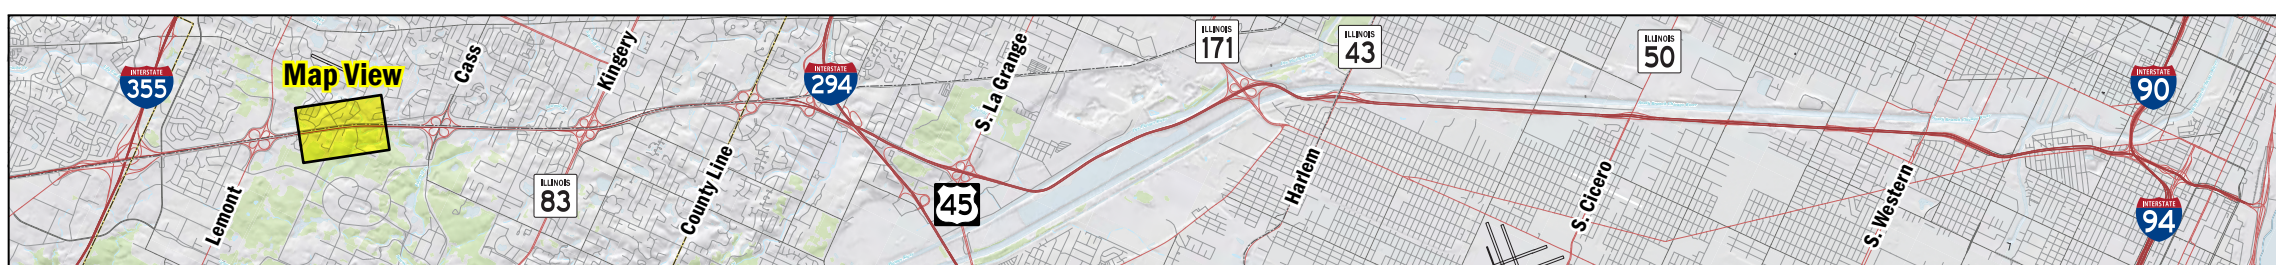 INTERSTATE
355
Map View
Lemont
Cass
ILLINOIS
83
Kingery
County Line
INTERSTATE
294
45
S. La Grange
ILLINOIS
171
Harlem
ILLINOIS
43
S. Cicero
ILLINOIS
50
S. Western
INTERSTATE
90
INTERSTATE
94